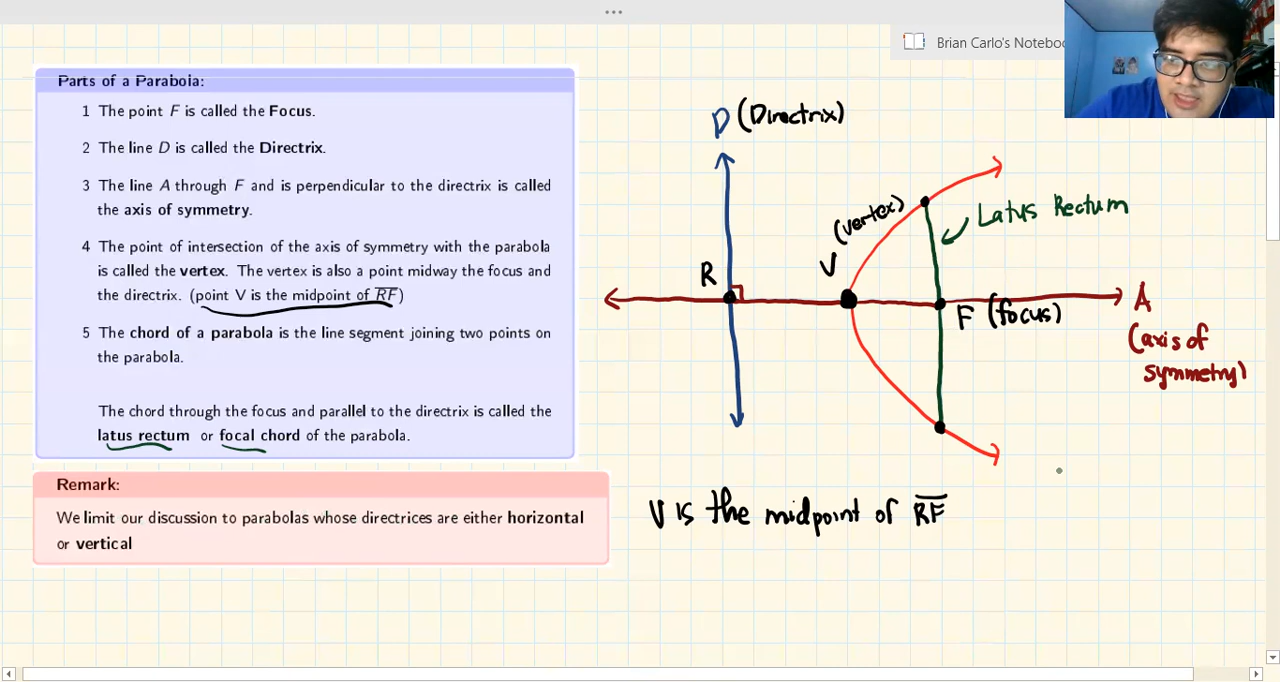 Brian Carlo's Noteboo
Parts of a Parabola:
1 The point F is called the Focus.
2 The line D is called the Directrix.
3 The line A through F and is perpendicular to the directrix is called
the axis of symmetry.
4 The point of intersection of the axis of symmetry with the parabola
is called the vertex. The vertex is also a point midway the focus and
the directrix. (point V is the midpoint of R̅F̅)
5 The chord of a parabola is the line segment joining two points on
the parabola.
The chord through the focus and parallel to the directrix is called the
latus rectum or focal chord of the parabola.
Remark:
We limit our discussion to parabolas whose directrices are either horizontal
or vertical
D (Directrix)
Latus Rectum
(vertex)
V
R
F (focus)
A
(axis of
symmetry)
V is the midpoint of R̅F̅